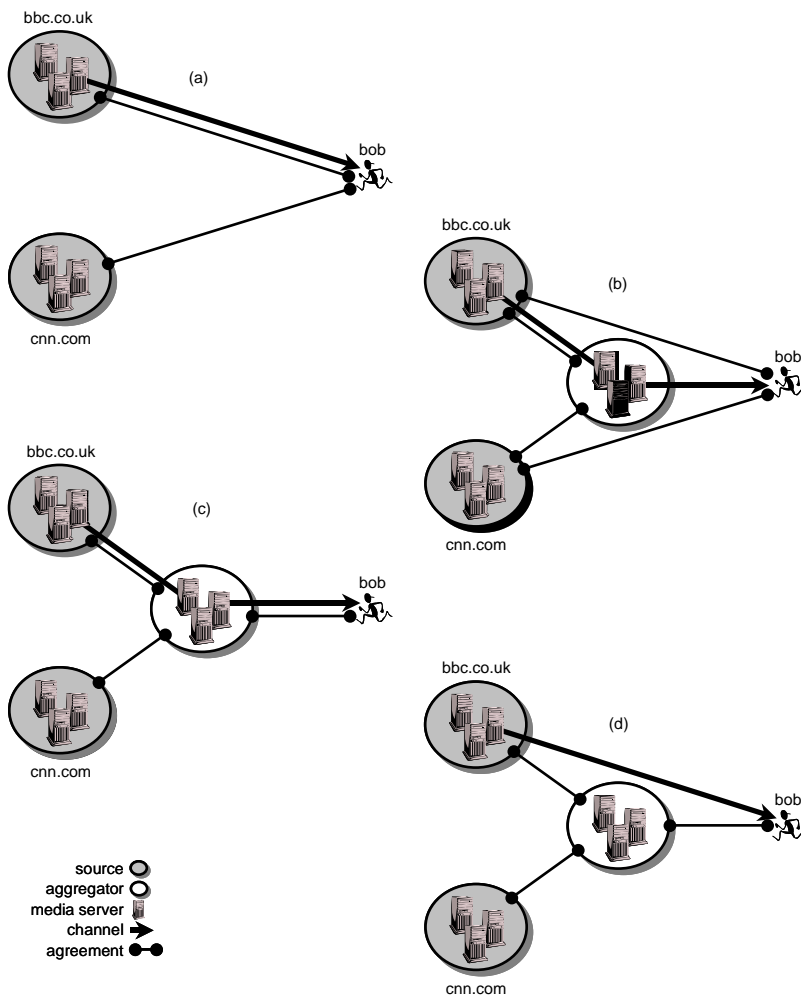 bbc.co.uk
(a)
bob
cnn.com
bbc.co.uk
(b)
bob
cnn.com
bbc.co.uk
(c)
bob
cnn.com
bbc.co.uk
(d)
bob
cnn.com
source
aggregator
media server
channel
agreement